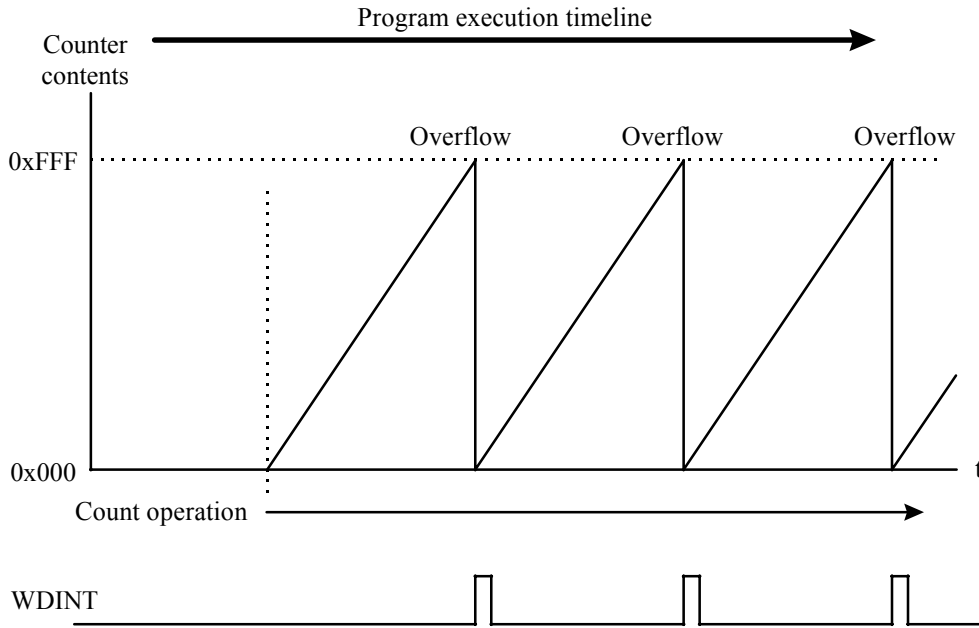 Program execution timeline
Counter
contents
Overflow
Overflow
Overflow
0xFFF
0x000
t
Count operation
WDINT